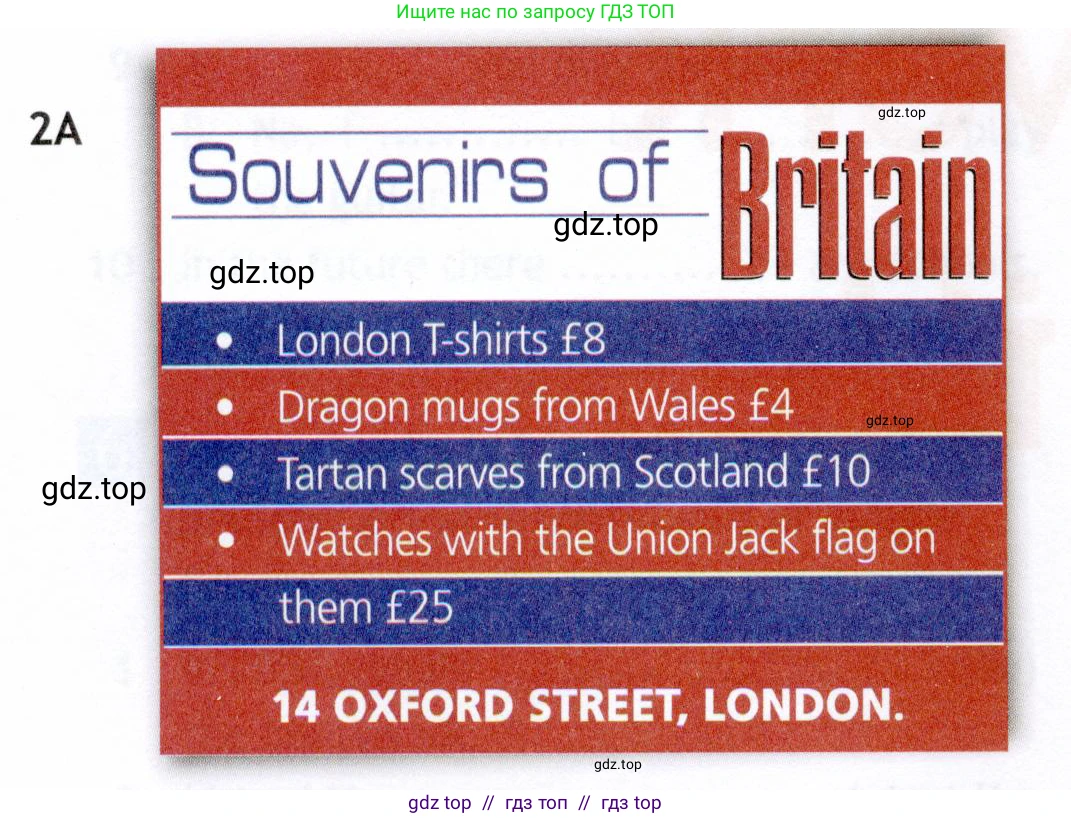 Ищите нас по запросу ГДЗ ТОП
gdz.top
2A
Souvenirs of Britain
gdz.top
gdz.top
• London T-shirts £8
• Dragon mugs from Wales £4
gdz.top
• Tartan scarves from Scotland £10
gdz.top
• Watches with the Union Jack flag on
them £25
14 OXFORD STREET, LONDON.
gdz.top
gdz top // гдз топ // гдз top